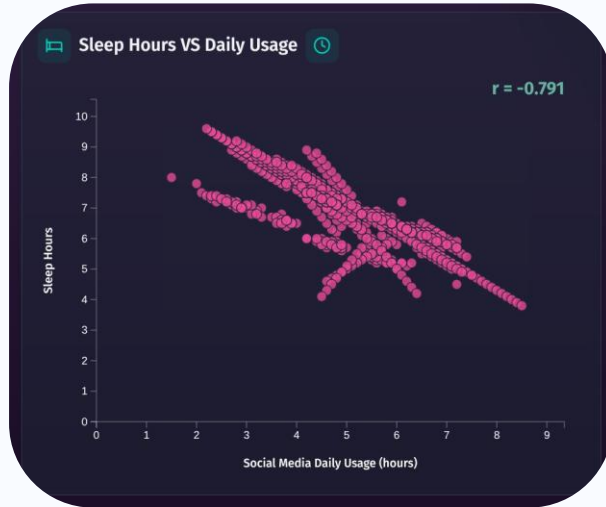 Sleep Hours VS Daily Usage
r = -0.791
10
9
8
7
6
5
4
3
2
1
0
Sleep Hours
0 1 2 3 4 5 6 7 8 9
Social Media Daily Usage (hours)